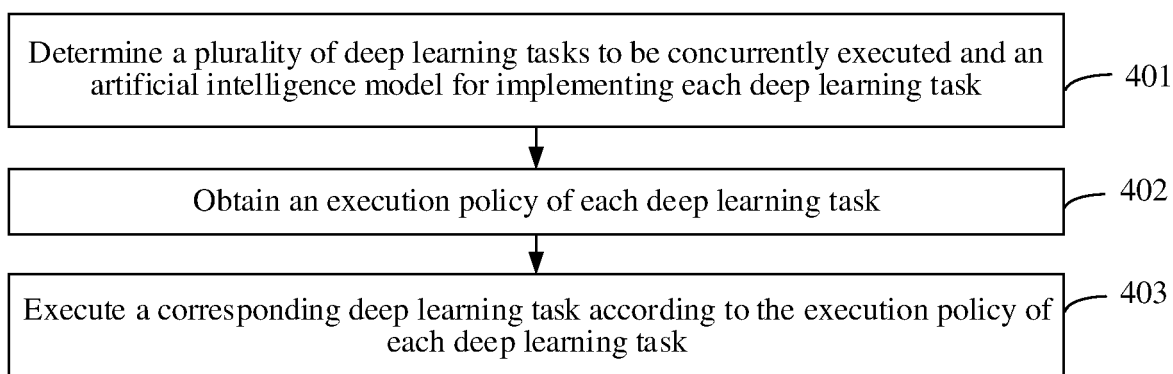 Determine a plurality of deep learning tasks to be concurrently executed and an
artificial intelligence model for implementing each deep learning task
401
Obtain an execution policy of each deep learning task
402
Execute a corresponding deep learning task according to the execution policy of
each deep learning task
403